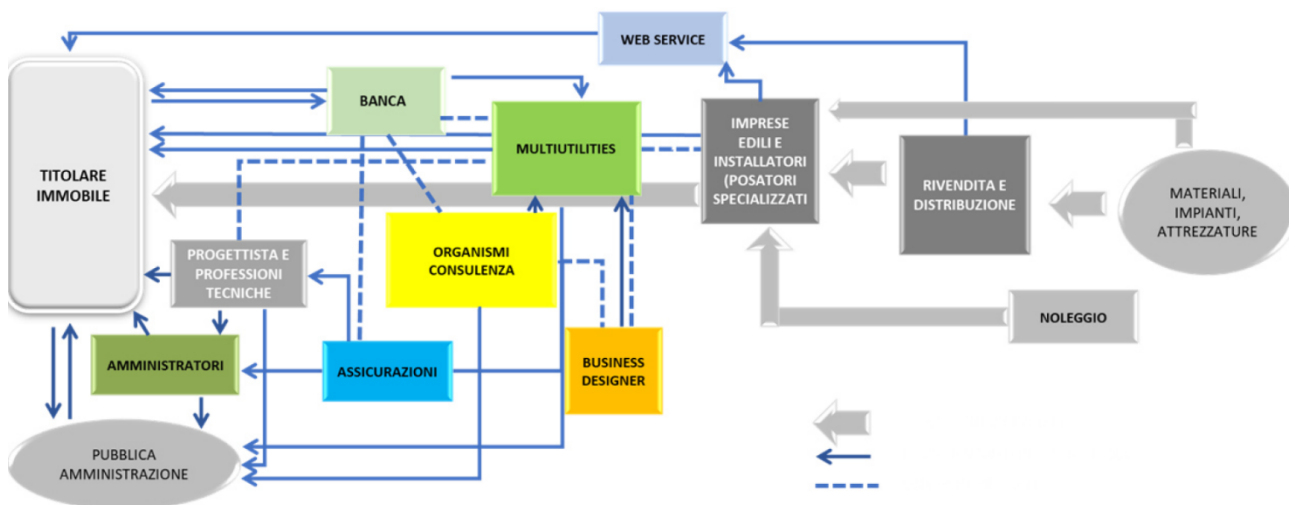 WEB SERVICE
BANCA
TITOLARE
IMMOBILE
MULTIUTILITIES
IMPRESE
EDILI E
INSTALLATORI
(POSATORI
SPECIALIZZATI
RIVENDITA E
DISTRIBUZIONE
MATERIALI,
IMPIANTI,
ATTREZZATURE
PROGETTISTA E
PROFESSIONI
TECNICHE
ORGANISMI
CONSULENZA
NOLEGGIO
AMMINISTRATORI
ASSICURAZIONI
BUSINESS
DESIGNER
PUBBLICA
AMMINISTRAZIONE